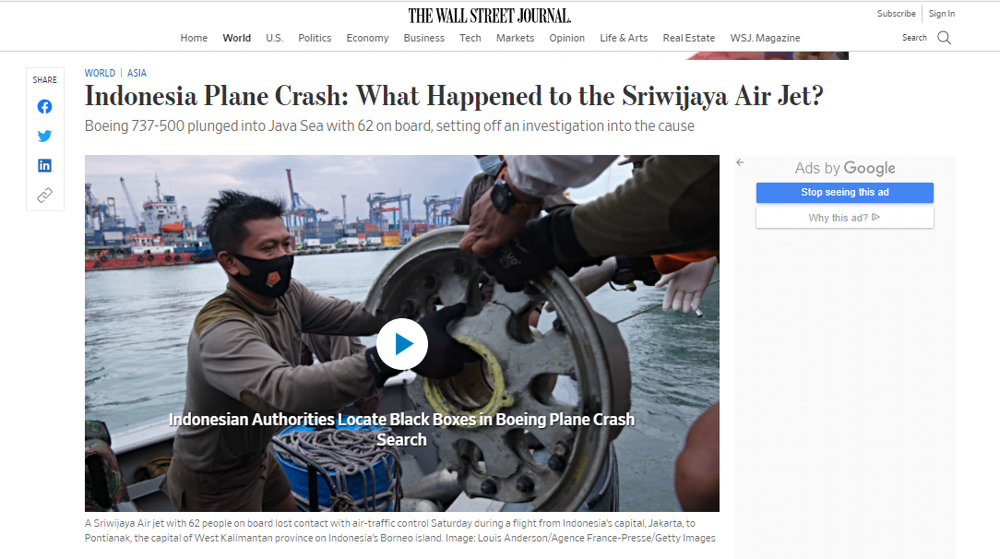 THE WALL STREET JOURNAL.
Subscribe Sign In
Home World U.S. Politics Economy Business Tech Markets Opinion Life & Arts Real Estate WSJ. Magazine
Search
SHARE
WORLD | ASIA
Indonesia Plane Crash: What Happened to the Sriwijaya Air Jet?
Boeing 737-500 plunged into Java Sea with 62 on board, setting off an investigation into the cause
Indonesian Authorities Locate Black Boxes in Boeing Plane Crash
Search
A Sriwijaya Air jet with 62 people on board lost contact with air-traffic control Saturday during a flight from Indonesia's capital, Jakarta, to
Pontianak, the capital of West Kalimantan province on Indonesia's Borneo island. Image: Louis Anderson/Agence France-Presse/Getty Images
Ads by Google
Stop seeing this ad
Why this ad?